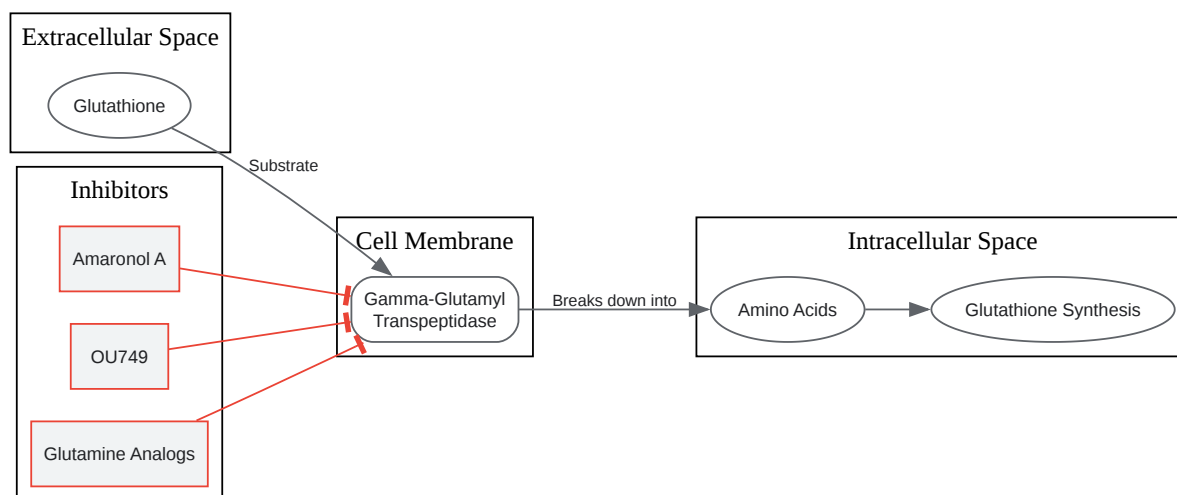 Extracellular Space
Glutathione
Substrate
Inhibitors
Amaronol A
OU749
Glutamine Analogs
Cell Membrane
Gamma-Glutamyl
Transpeptidase
Breaks down into
Intracellular Space
Amino Acids
Glutathione Synthesis